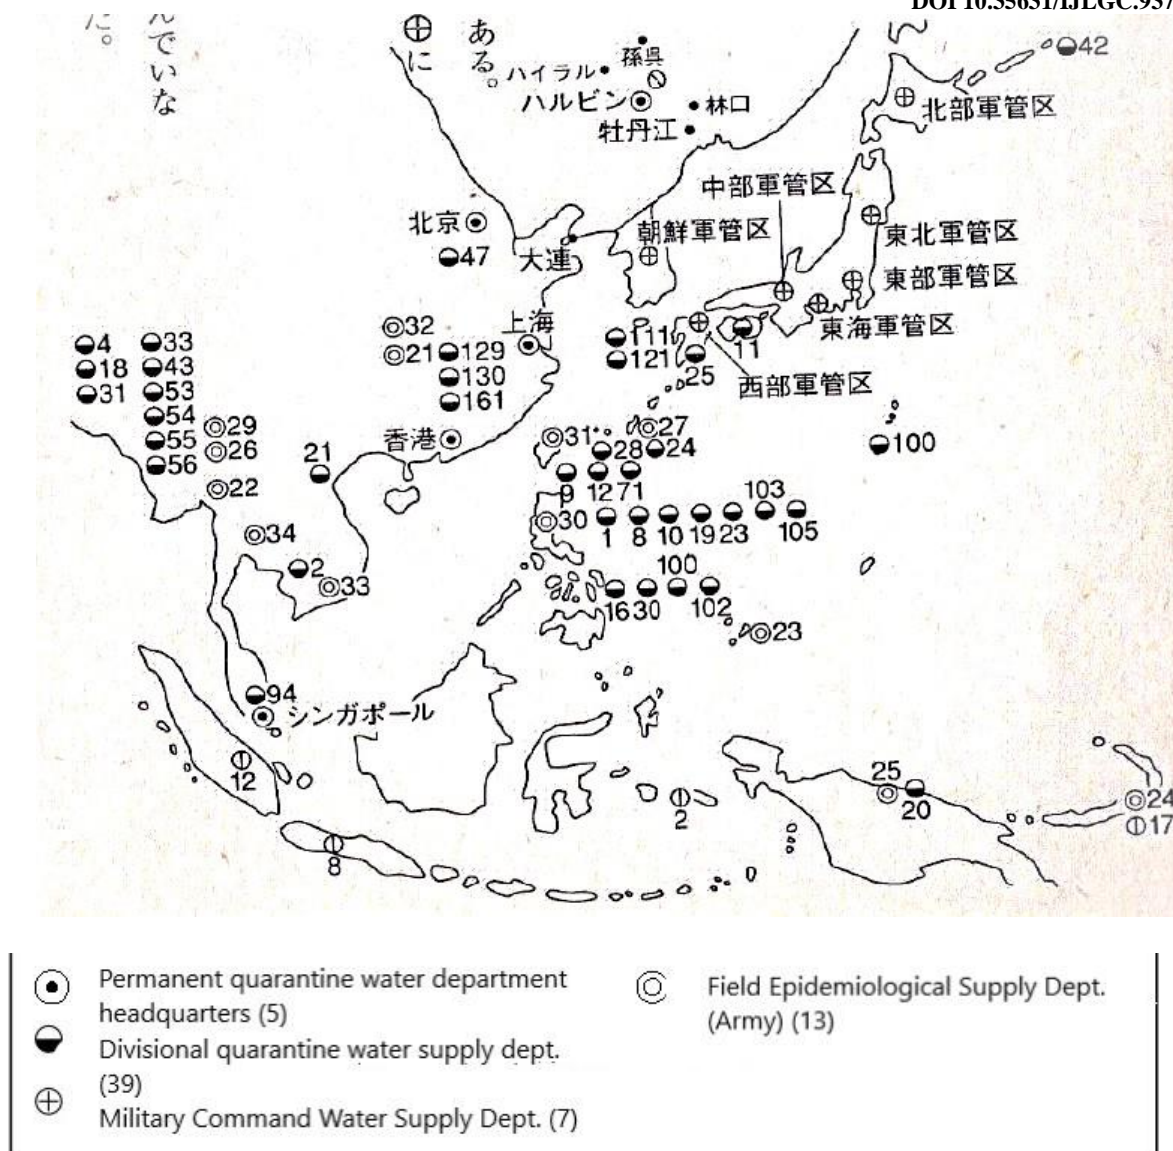 DOI 10.
んでいな
た。
に
ある。
孫呉
ハイラル
ハルビン
林口
牡丹江
42
北部軍管区
中部軍管区
北京
朝鮮軍管区
東北軍管区
47
大連
東部軍管区
32
上海
東海軍管区
4
33
21
129
111
11
18
43
130
121
25
西部軍管区
31
53
161
54
29
香港
31
27
55
26
21
28
24
100
56
9
12
71
22
103
30
1
8
10
19
23
105
34
2
33
100
16
30
102
23
94
シンガポール
12
25
20
2
24
17
8
Permanent quarantine water department
headquarters (5)
Divisional quarantine water supply dept.
(39)
Military Command Water Supply Dept. (7)
Field Epidemiological Supply Dept.
(Army) (13)